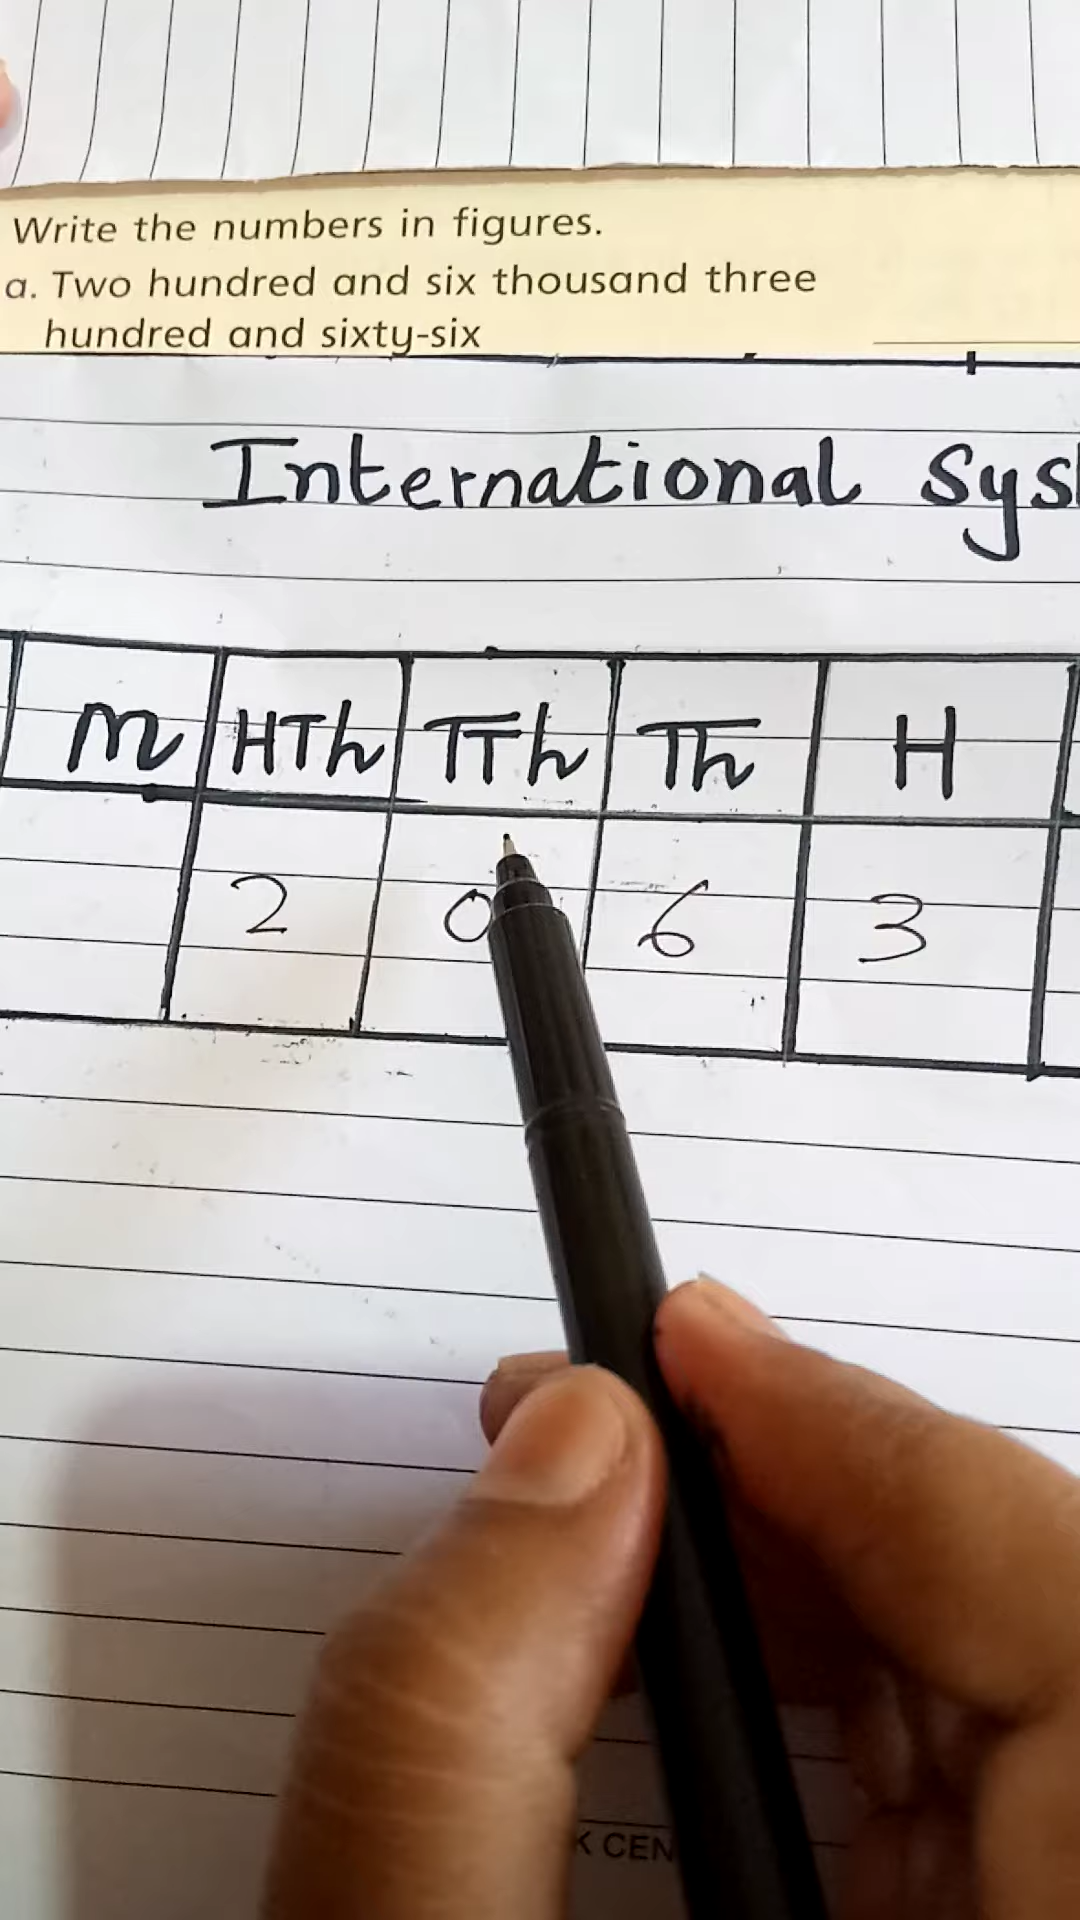 Write the numbers in figures.
a. Two hundred and six thousand three
hundred and sixty-six
International
M HTh TTh Th H
2 0 6 3